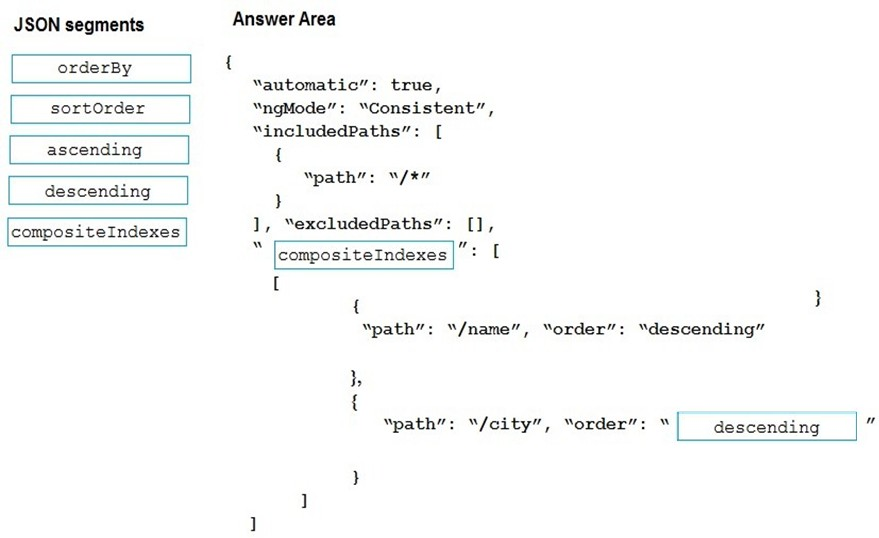 JSON segments
orderBy
sortOrder
ascending
descending
compositeIndexes
Answer Area
{
“automatic”: true,
“ngMode”: “Consistent”,
“includedPaths”: [
{
“path”: “/*”
}
], “excludedPaths”: [],
“ compositeIndexes ”: [
[
}
{
“path”: “/name”, “order”: “descending”
},
{
“path”: “/city”, “order”: “ descending ”
}
]
]